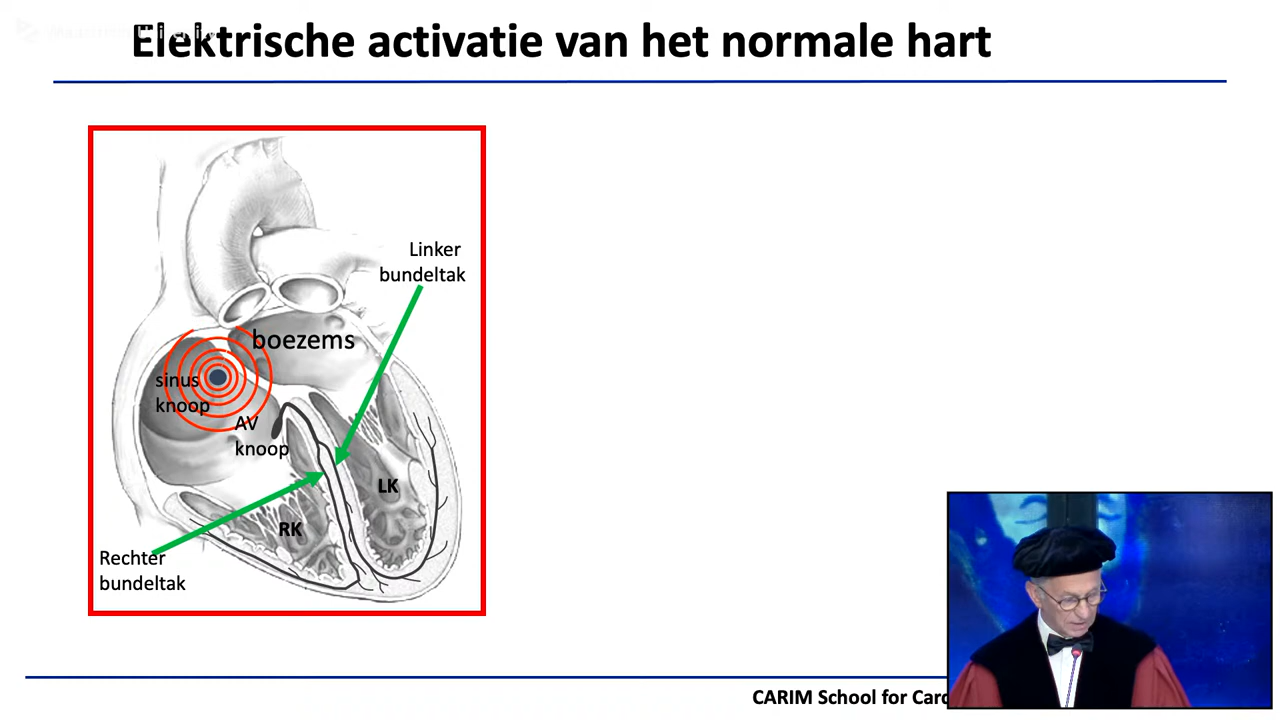 Elektrische activatie van het normale hart
Linker
bundeltak
boezems
sinus
knoop
AV
knoop
LK
RK
Rechter
bundeltak
CARIM School for